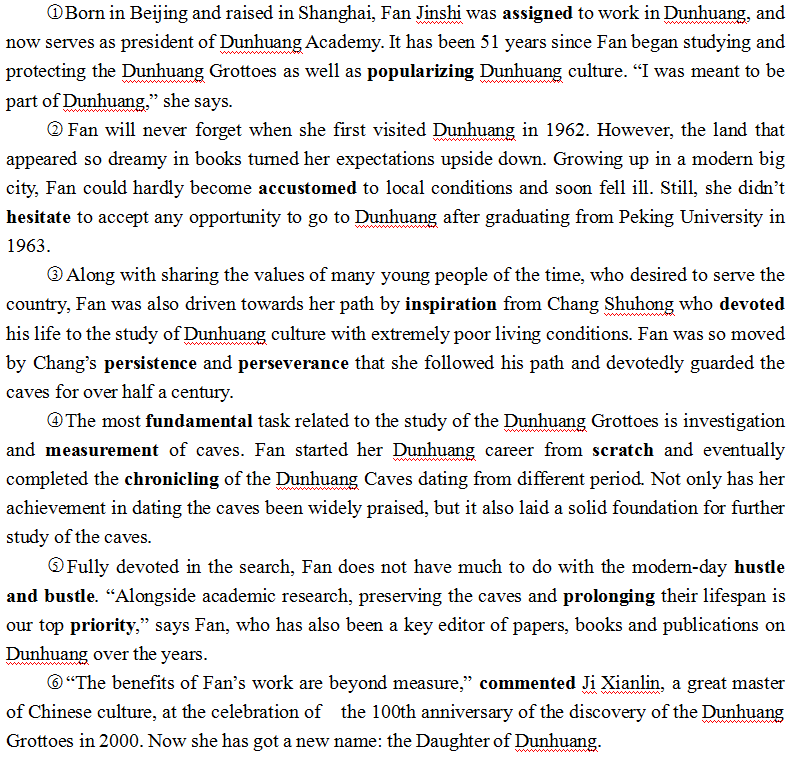 ①Born in Beijing and raised in Shanghai, Fan Jinshi was assigned to work in Dunhuang, and
now serves as president of Dunhuang Academy. It has been 51 years since Fan began studying and
protecting the Dunhuang Grottoes as well as popularizing Dunhuang culture. “I was meant to be
part of Dunhuang,” she says.
② Fan will never forget when she first visited Dunhuang in 1962. However, the land that
appeared so dreamy in books turned her expectations upside down. Growing up in a modern big
city, Fan could hardly become accustomed to local conditions and soon fell ill. Still, she didn’t
hesitate to accept any opportunity to go to Dunhuang after graduating from Peking University in
1963.
③ Along with sharing the values of many young people of the time, who desired to serve the
country, Fan was also driven towards her path by inspiration from Chang Shuhong who devoted
his life to the study of Dunhuang culture with extremely poor living conditions. Fan was so moved
by Chang’s persistence and perseverance that she followed his path and devotedly guarded the
caves for over half a century.
④The most fundamental task related to the study of the Dunhuang Grottoes is investigation
and measurement of caves. Fan started her Dunhuang career from scratch and eventually
completed the chronicling of the Dunhuang Caves dating from different period. Not only has her
achievement in dating the caves been widely praised, but it also laid a solid foundation for further
study of the caves.
⑤Fully devoted in the search, Fan does not have much to do with the modern-day hustle
and bustle. “Alongside academic research, preserving the caves and prolonging their lifespan is
our top priority,” says Fan, who has also been a key editor of papers, books and publications on
Dunhuang over the years.
⑥“The benefits of Fan’s work are beyond measure,” commented Ji Xianlin, a great master
of Chinese culture, at the celebration of the 100th anniversary of the discovery of the Dunhuang
Grottoes in 2000. Now she has got a new name: the Daughter of Dunhuang.